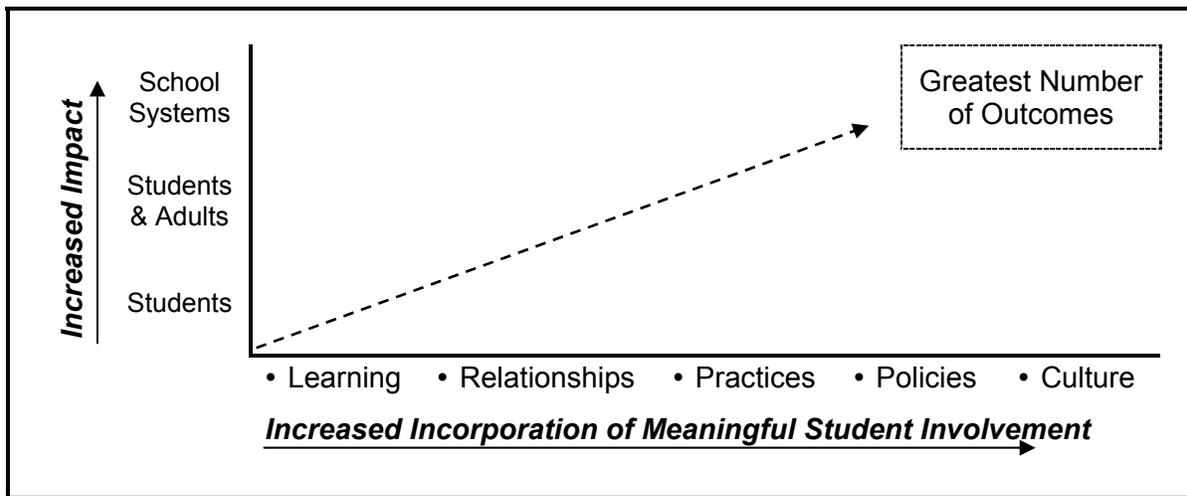 Increased Impact
School
Systems
Students
& Adults
Students
Greatest Number
of Outcomes
• Learning • Relationships • Practices • Policies • Culture
Increased Incorporation of Meaningful Student Involvement